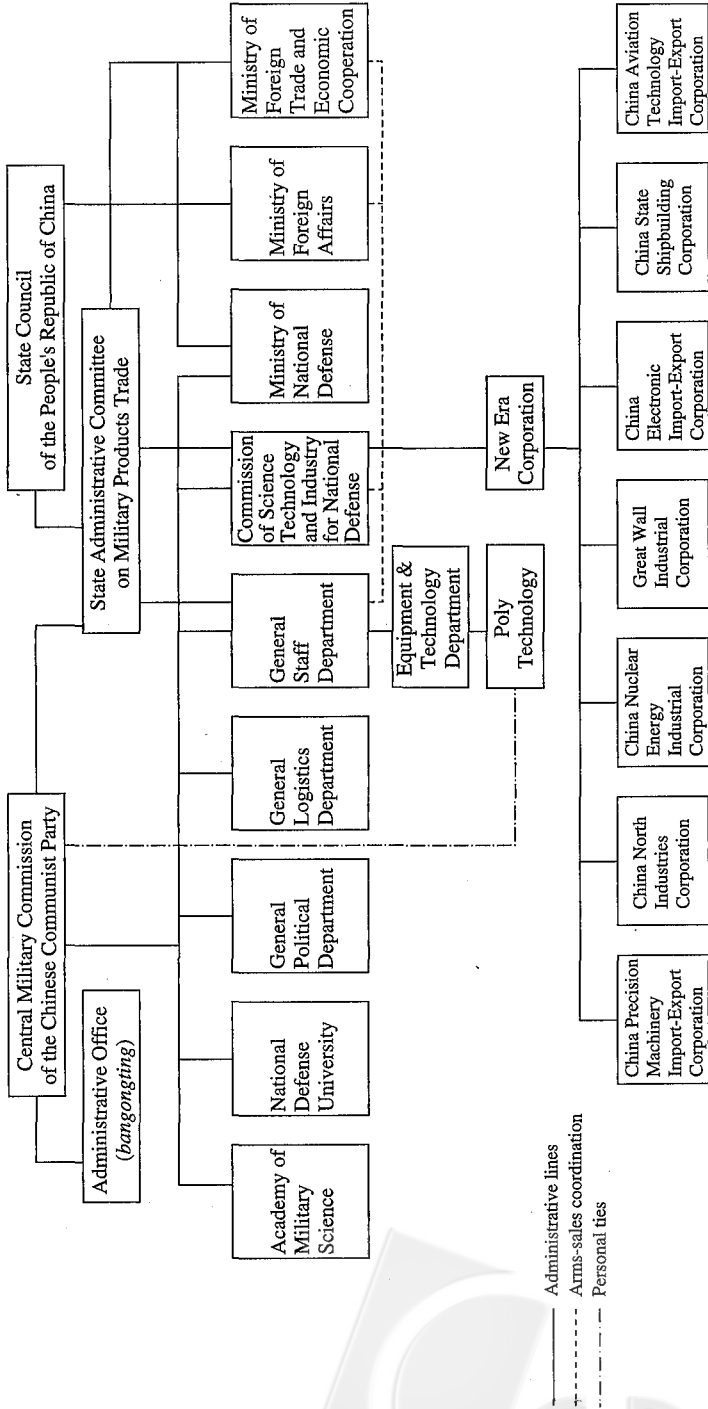 Central Military Commission
of the Chinese Communist Party
State Council
of the People's Republic of China
Administrative Office
(bangongting)
State Administrative Committee
on Military Products Trade
Academy of
Military
Science
National
Defense
University
General
Political
Department
General
Logistics
Department
General
Staff
Department
Commission
of Science
Technology
and Industry
for National
Defense
Ministry of
National
Defense
Ministry of
Foreign
Affairs
Ministry of
Foreign
Trade and
Economic
Cooperation
Equipment &
Technology
Department
Poly
Technology
New Era
Corporation
China Precision
Machinery
Import-Export
Corporation
China North
Industries
Corporation
China Nuclear
Energy
Industrial
Corporation
Great Wall
Industrial
Corporation
China
Electronic
Import-Export
Corporation
China State
Shipbuilding
Corporation
China Aviation
Technology
Import-Export
Corporation
Administrative lines
Arms-sales coordination
Personal ties